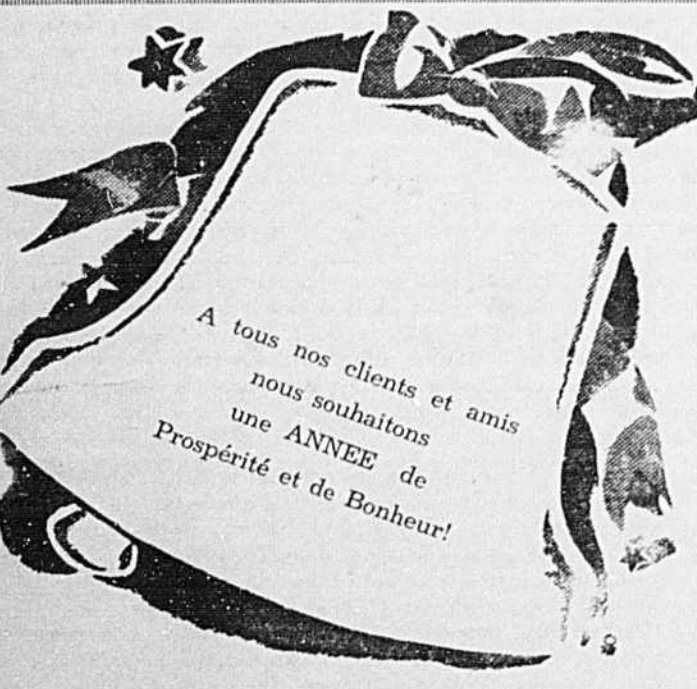 A tous nos clients et amis
nous souhaitons
une ANNEE de
Prospérité et de Bonheur!